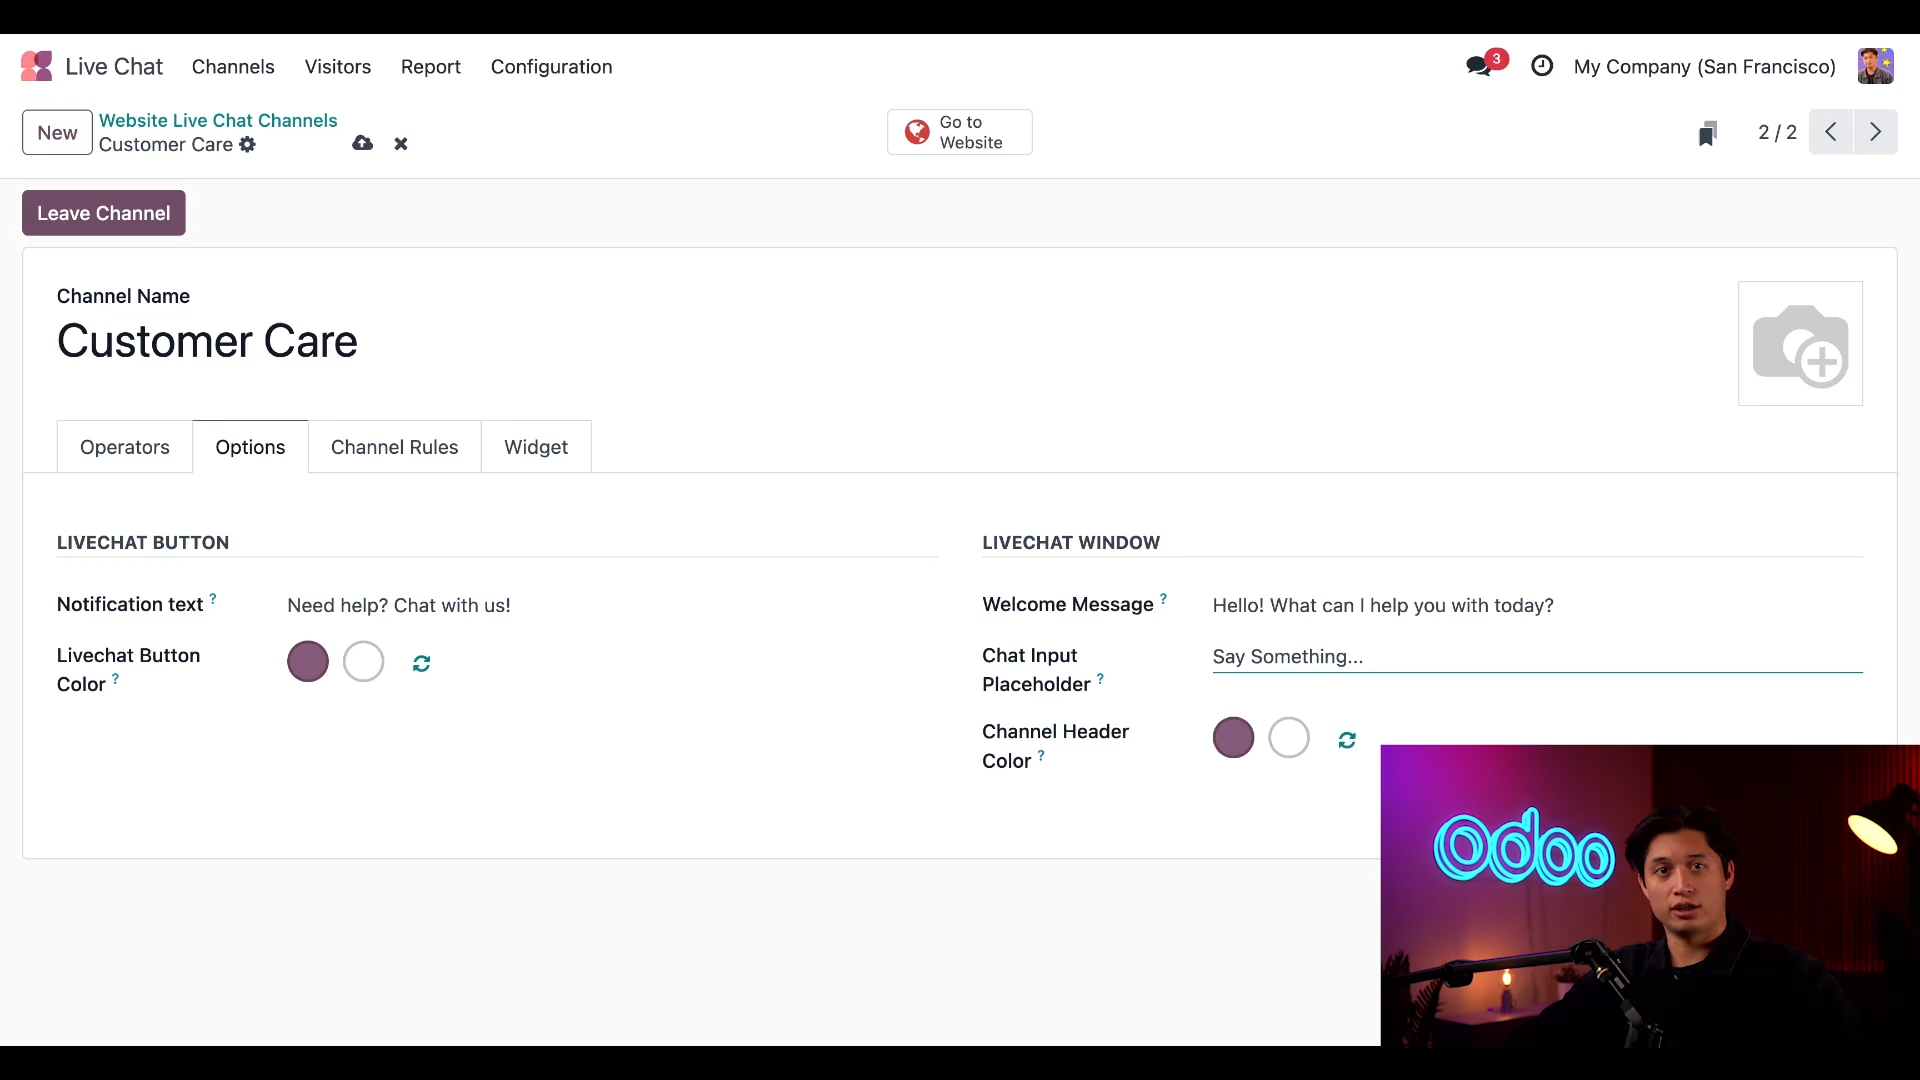 Live Chat
Channels
Visitors
Report
Configuration
3
My Company (San Francisco)
New
Website Live Chat Channels
Customer Care
Go to
Website
2 / 2
Leave Channel
Channel Name
Customer Care
Operators
Options
Channel Rules
Widget
LIVECHAT BUTTON
Notification text ?
Need help? Chat with us!
Livechat Button
Color ?
LIVECHAT WINDOW
Welcome Message ?
Hello! What can I help you with today?
Chat Input
Placeholder ?
Say Something...
Channel Header
Color ?
odoo